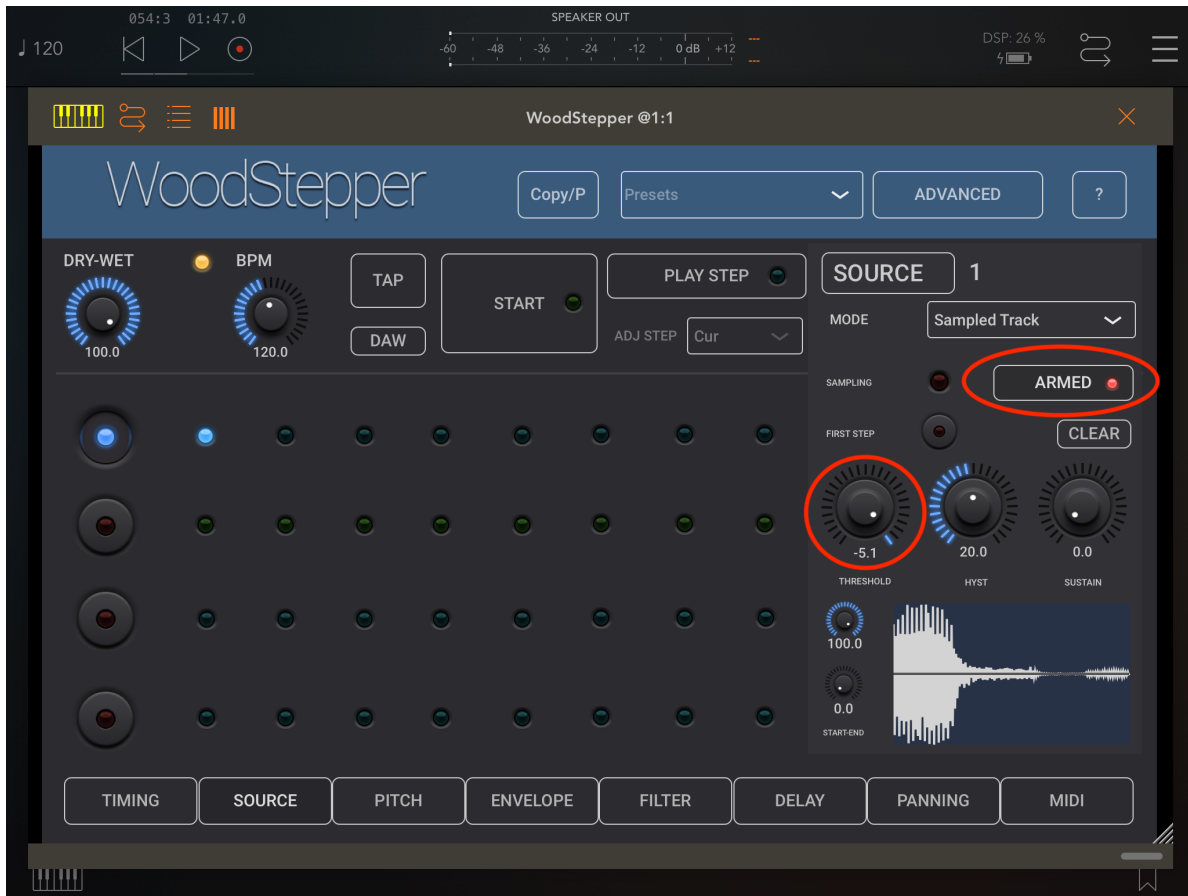 054:3 01:47.0
SPEAKER OUT
♩ 120
-60 -48 -36 -24 -12 0 dB +12
DSP: 26 %
WoodStepper @1:1
WoodStepper
Copy/P
Presets
ADVANCED
?
DRY-WET
100.0
BPM
120.0
TAP
DAW
START
PLAY STEP
ADJ STEP Cur
SOURCE 1
MODE Sampled Track
SAMPLING ARMED
FIRST STEP CLEAR
-5.1 20.0 0.0
THRESHOLD HYST SUSTAIN
100.0
0.0
START-END
TIMING SOURCE PITCH ENVELOPE FILTER DELAY PANNING MIDI